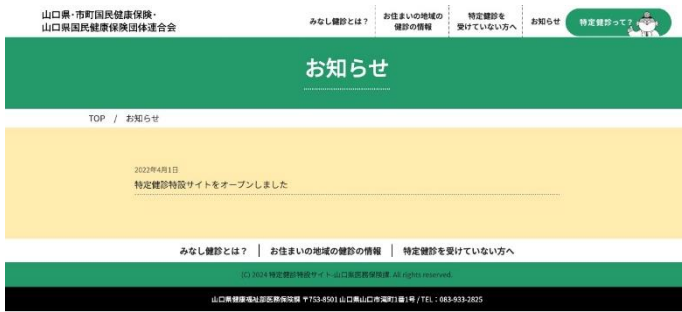 山口県・市町国民健康保険・
山口県国民健康保険団体連合会
みなし健診とは？
お住まいの地域の
健診の情報
特定健診を
受けていない方へ
お知らせ
特定健診って？
お知らせ
TOP / お知らせ
2022年4月1日
特定健診特設サイトをオープンしました
みなし健診とは？ │ お住まいの地域の健診の情報 │ 特定健診を受けていない方へ
(C) 2024 特定健診特設サイト-山口県医務保険課. All rights reserved.
山口県健康福祉部医務保険課 〒753-8501 山口県山口市滝町1番1号 / TEL：083-933-2825